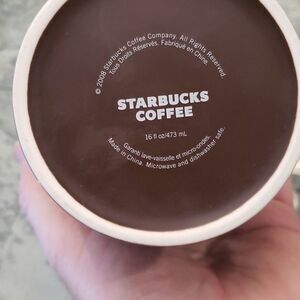 © 2008 Starbucks Coffee Company. All Rights Reserved.
Tous Droits Réservés. Fabriqué en Chine.
STARBUCKS
COFFEE
16 fl oz/473 mL
Garanti lave-vaisselle et micro-ondes.
Made in China. Microwave and dishwasher safe.